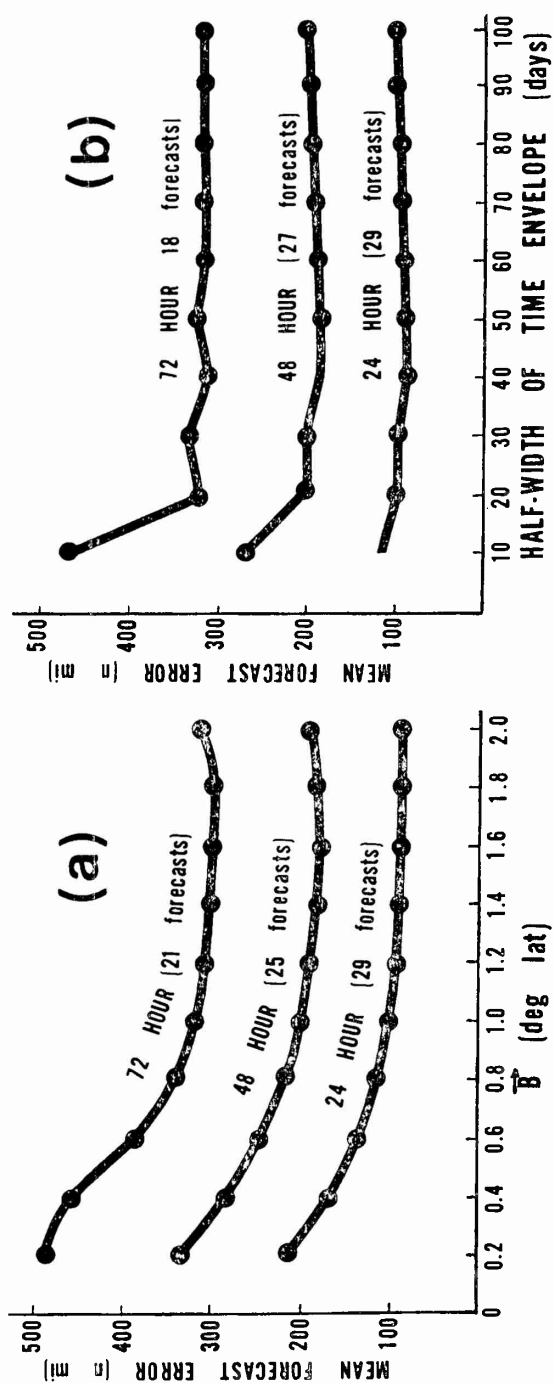 (a)
MEAN FORECAST ERROR (n mi)
500
400
300
200
100
72 HOUR (21 forecasts)
48 HOUR (25 forecasts)
24 HOUR (29 forecasts)
0 0.2 0.4 0.6 0.8 1.0 1.2 1.4 1.6 1.8 2.0
B (deg lat)
(b)
MEAN FORECAST ERROR (n mi)
500
400
300
200
100
72 HOUR 18 forecasts)
48 HOUR (27 forecasts)
24 HOUR (29 forecasts)
10 20 30 40 50 60 70 80 90 100
HALF-WIDTH OF TIME ENVELOPE (days)